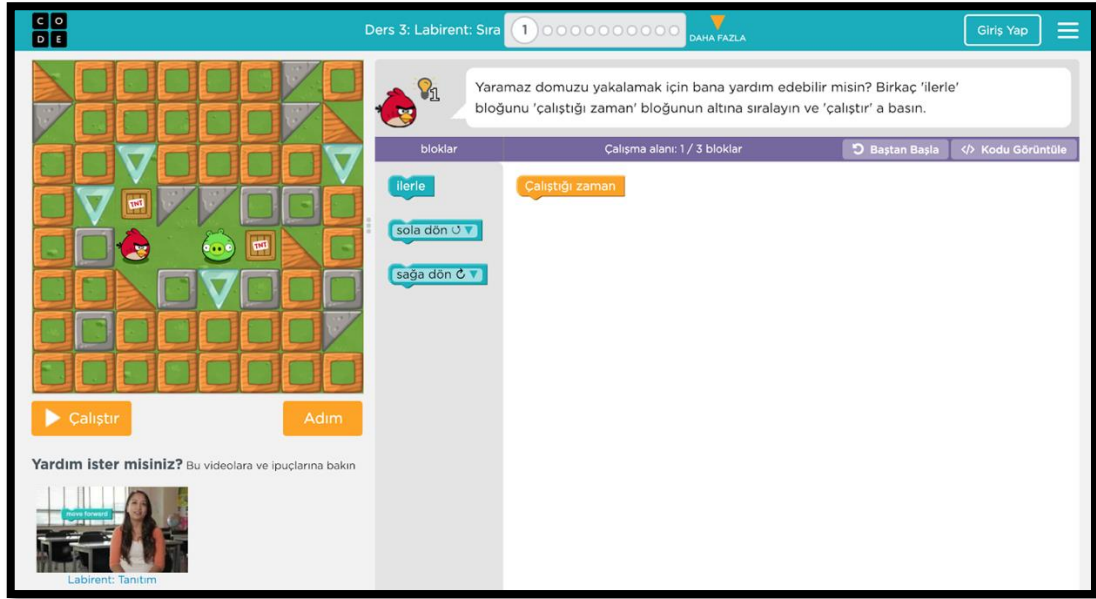 C O
D E
Ders 3: Labirent: Sıra
1
DAHA FAZLA
Giriş Yap
1
Yaramaz domuzu yakalamak için bana yardım edebilir misin? Birkaç 'ilerle'
bloğunu 'çalıştığı zaman' bloğunun altına sıralayın ve 'çalıştır' a basın.
bloklar
Çalışma alanı: 1 / 3 bloklar
Baştan Başla
</> Kodu Görüntüle
ilerle
Çalıştığı zaman
sola dön
sağa dön
TNT
TNT
Çalıştır
Adım
Yardım ister misiniz? Bu videolara ve ipuçlarına bakın
move forward
Labirent: Tanıtım